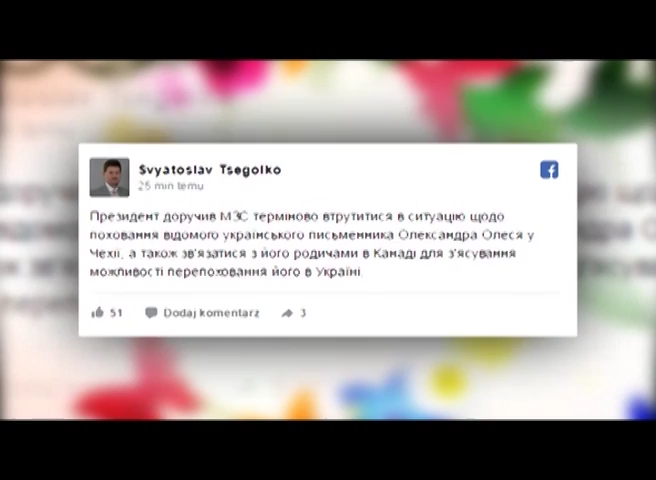 Svyatoslav Tsegolko
25 min temu
Президент доручив МЗС терміново втрутитися в ситуацію щодо
поховання відомого українського письменника Олександра Олеся у
Чехії, а також зв'язатися з його родичами в Канаді для з'ясування
можливості перепоховання його в Україні
51 Dodaj komentarz 3